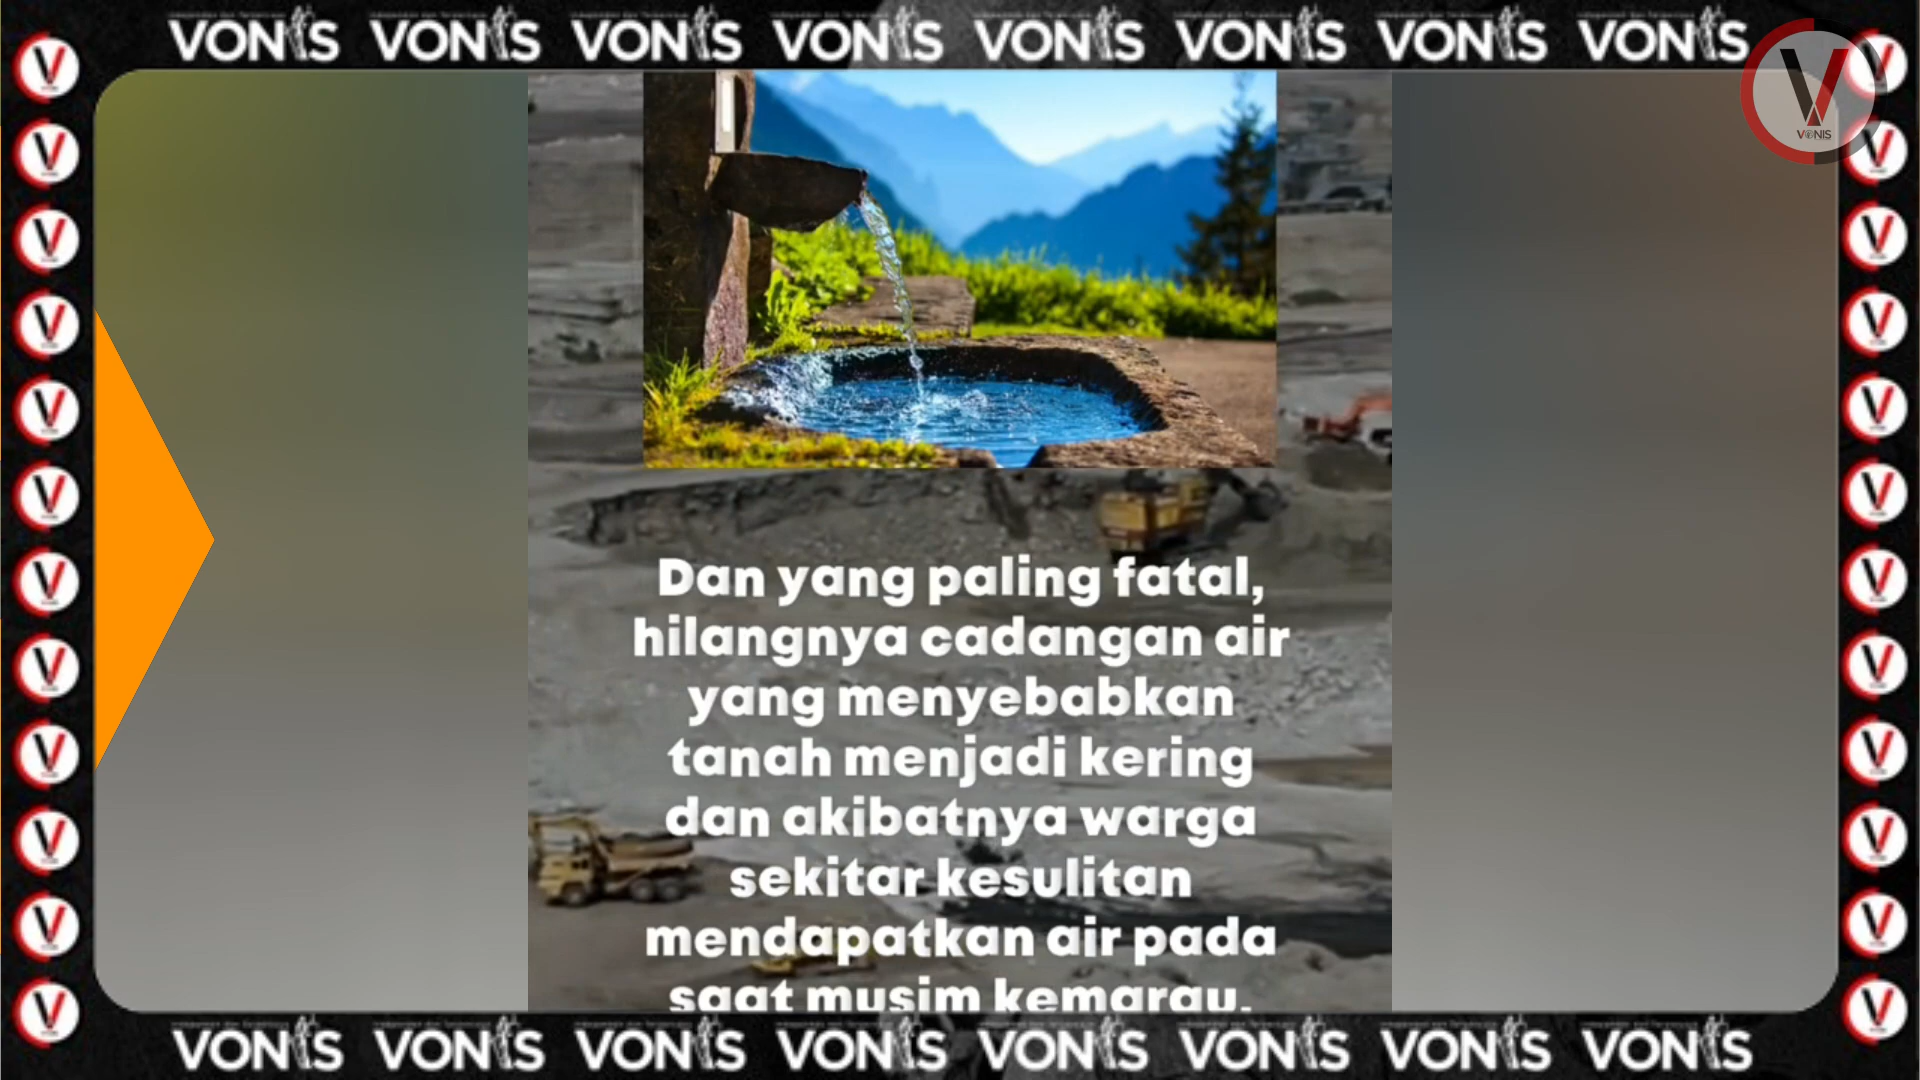 VONIS VONIS VONIS VONIS VONIS VONIS VONIS VONIS
VONIS
Dan yang paling fatal,
hilangnya cadangan air
yang menyebabkan
tanah menjadi kering
dan akibatnya warga
sekitar kesulitan
mendapatkan air pada
saat musim kemarau.
VONIS VONIS VONIS VONIS VONIS VONIS VONIS VONIS